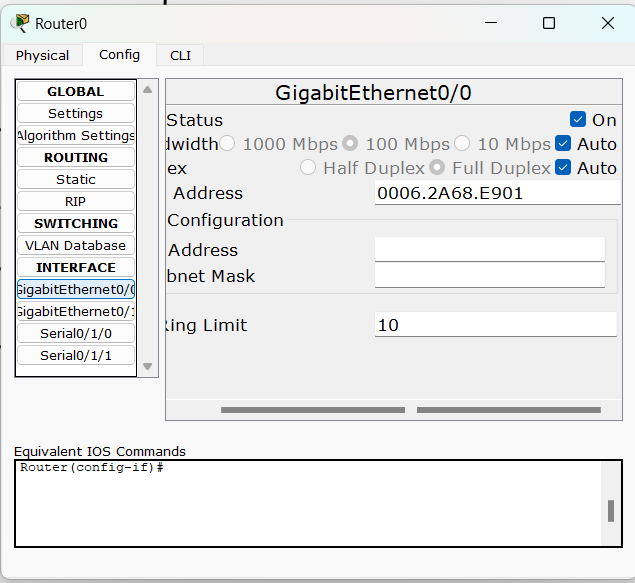 Router0
Physical Config CLI
GLOBAL
Settings
Algorithm Settings
ROUTING
Static
RIP
SWITCHING
VLAN Database
INTERFACE
GigabitEthernet0/0
GigabitEthernet0/1
Serial0/1/0
Serial0/1/1
GigabitEthernet0/0
Status On
dwidth 1000 Mbps 100 Mbps 10 Mbps Auto
ex Half Duplex Full Duplex Auto
Address 0006.2A68.E901
Configuration
Address
bnet Mask
Ring Limit 10
Equivalent IOS Commands
Router(config-if)#